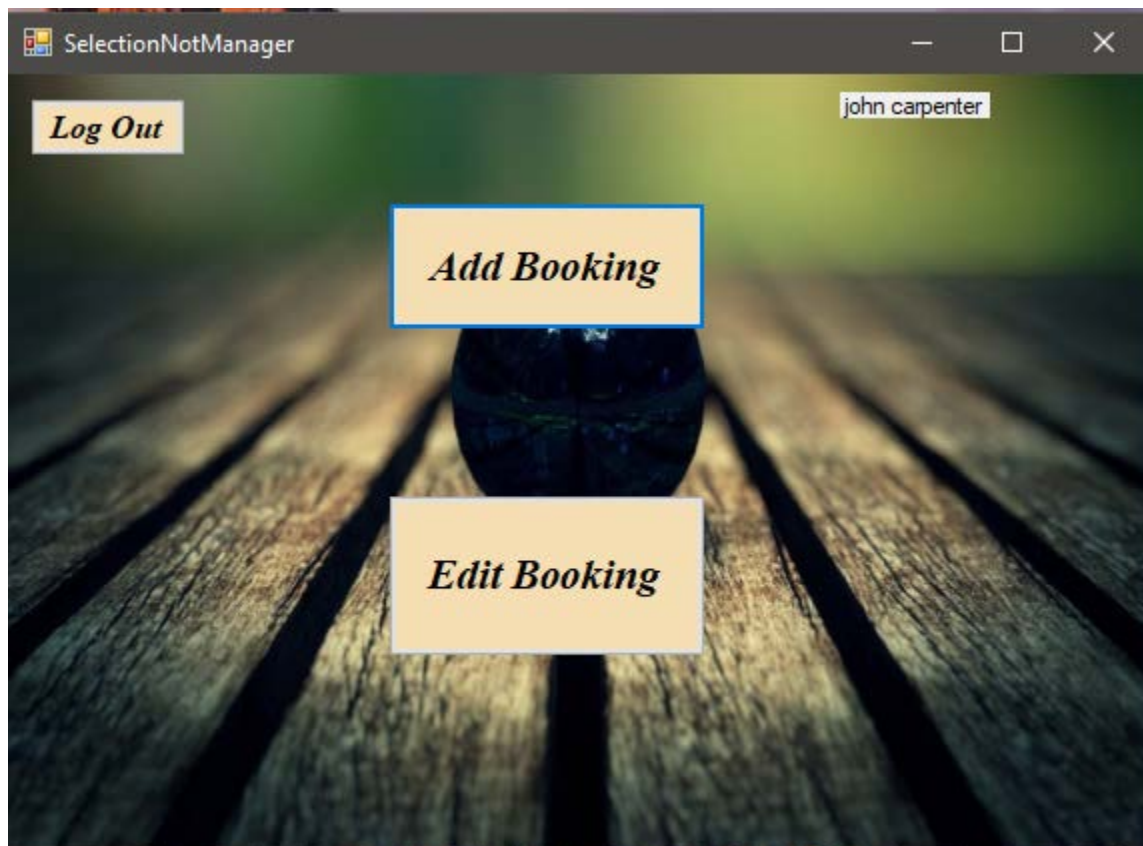 SelectionNotManager
Log Out
john carpenter
Add Booking
Edit Booking